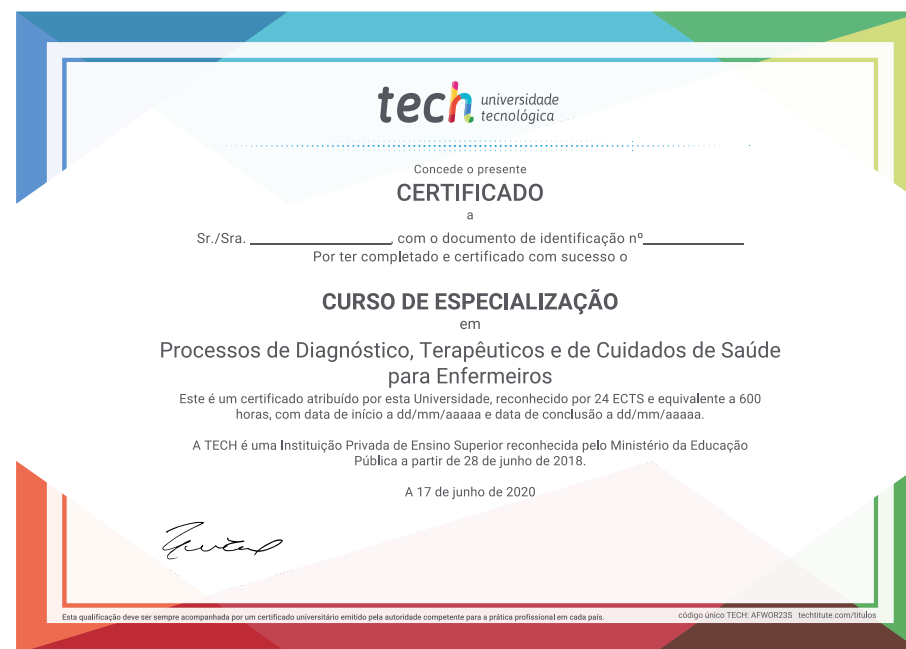 tech universidade
tecnológica
Concede o presente
CERTIFICADO
a
Sr./Sra. ________________, com o documento de identificação nº____________
Por ter completado e certificado com sucesso o
CURSO DE ESPECIALIZAÇÃO
em
Processos de Diagnóstico, Terapêuticos e de Cuidados de Saúde
para Enfermeiros
Este é um certificado atribuído por esta Universidade, reconhecido por 24 ECTS e equivalente a 600
horas, com data de início a dd/mm/aaaaa e data de conclusão a dd/mm/aaaaa.
A TECH é uma Instituição Privada de Ensino Superior reconhecida pelo Ministério da Educação
Pública a partir de 28 de junho de 2018.
A 17 de junho de 2020
Esta qualificação deve ser sempre acompanhada por um certificado universitário emitido pela autoridade competente para a prática profissional em cada país.
código único TECH: AFWOR23S techtitute.com/titulos